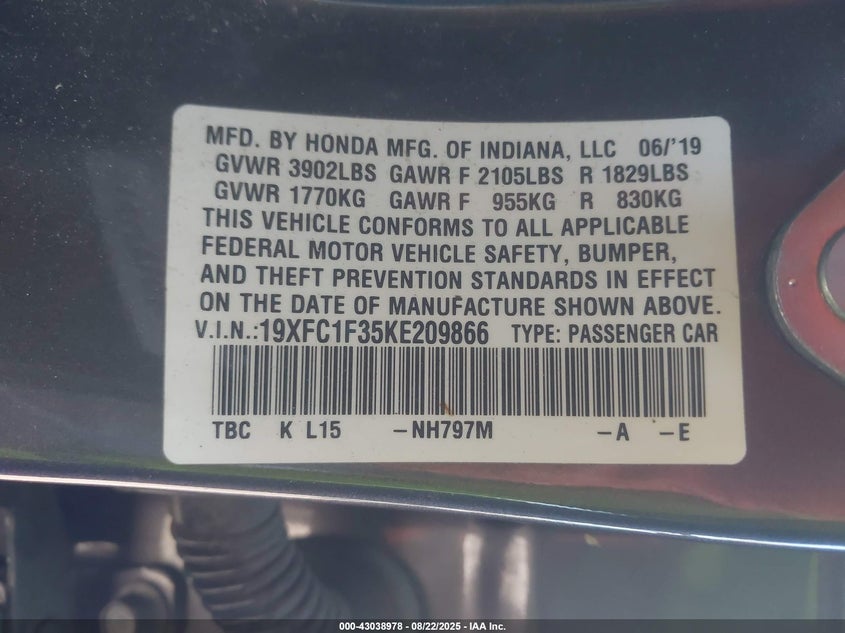 MFD. BY HONDA MFG. OF INDIANA, LLC 06/'19
GVWR 3902LBS GAWR F 2105LBS R 1829LBS
GVWR 1770KG GAWR F 955KG R 830KG
THIS VEHICLE CONFORMS TO ALL APPLICABLE
FEDERAL MOTOR VEHICLE SAFETY, BUMPER,
AND THEFT PREVENTION STANDARDS IN EFFECT
ON THE DATE OF MANUFACTURE SHOWN ABOVE.
V.I.N.:19XFC1F35KE209866 TYPE: PASSENGER CAR
TBC K L15 –NH797M –A –E
000-43038978 - 08/22/2025 - IAA Inc.